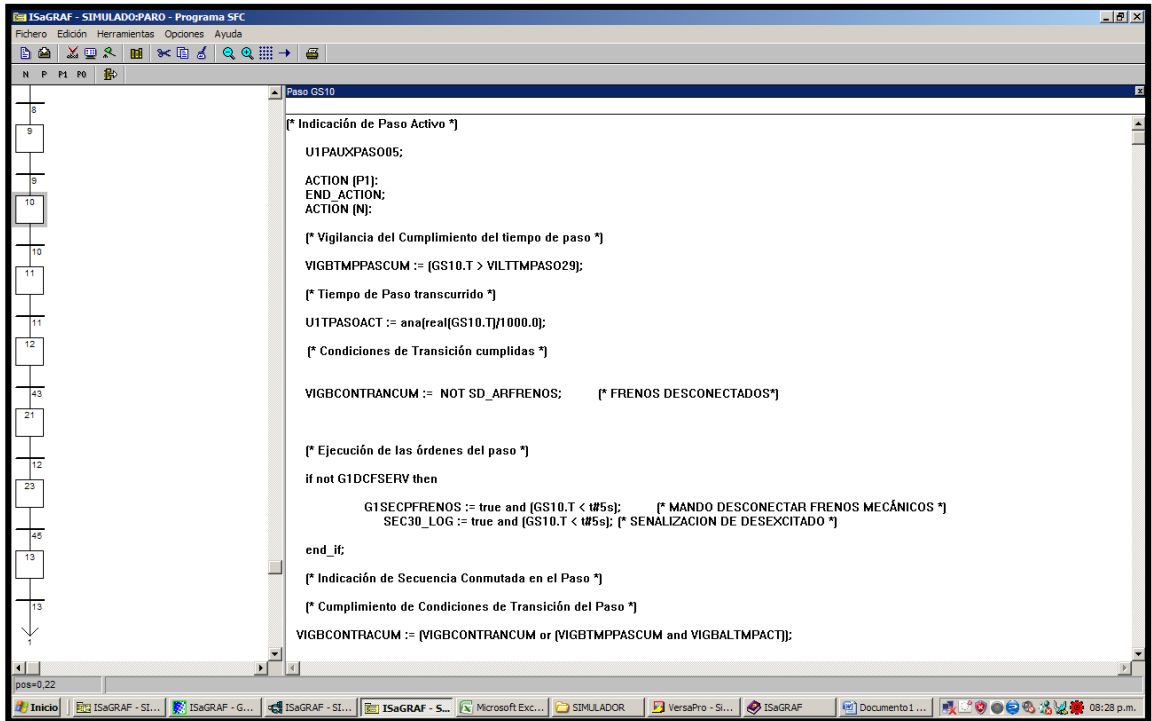 ISaGRAF - SIMULADO:PARO - Programa SFC
Fichero Edición Herramientas Opciones Ayuda
N P P1 P0
Paso GS10
8
9
9
10
10
11
11
12
43
21
12
23
45
13
13
1
(* Indicación de Paso Activo *)
U1PAUXPASO05;
ACTION (P1):
END_ACTION;
ACTION (N):
(* Vigilancia del Cumplimiento del tiempo de paso *)
VIGBTMPPASCUM := (GS10.T > VILTTMPASO29);
(* Tiempo de Paso transcurrido *)
U1TPASOACT := ana(real(GS10.T)/1000.0);
(* Condiciones de Transición cumplidas *)
VIGBCONTRANCUM := NOT SD_ARFRENOS; (* FRENOS DESCONECTADOS*)
(* Ejecución de las órdenes del paso *)
if not G1DCFSERV then
G1SECPFRENOS := true and (GS10.T < t#5s); (* MANDO DESCONECTAR FRENOS MECÁNICOS *)
SEC30_LOG := true and (GS10.T < t#5s); (* SENALIZACION DE DESEXCITADO *)
end_if;
(* Indicación de Secuencia Conmutada en el Paso *)
(* Cumplimiento de Condiciones de Transición del Paso *)
VIGBCONTRACUM := (VIGBCONTRANCUM or (VIGBTMPPASCUM and VIGBALTMPACT));
pos=0,22
Inicio ISaGRAF - SI... ISaGRAF - G... ISaGRAF - SI... ISaGRAF - S... Microsoft Exc... SIMULADOR VersaPro - Si... ISaGRAF Documento1 ... 08:28 p.m.